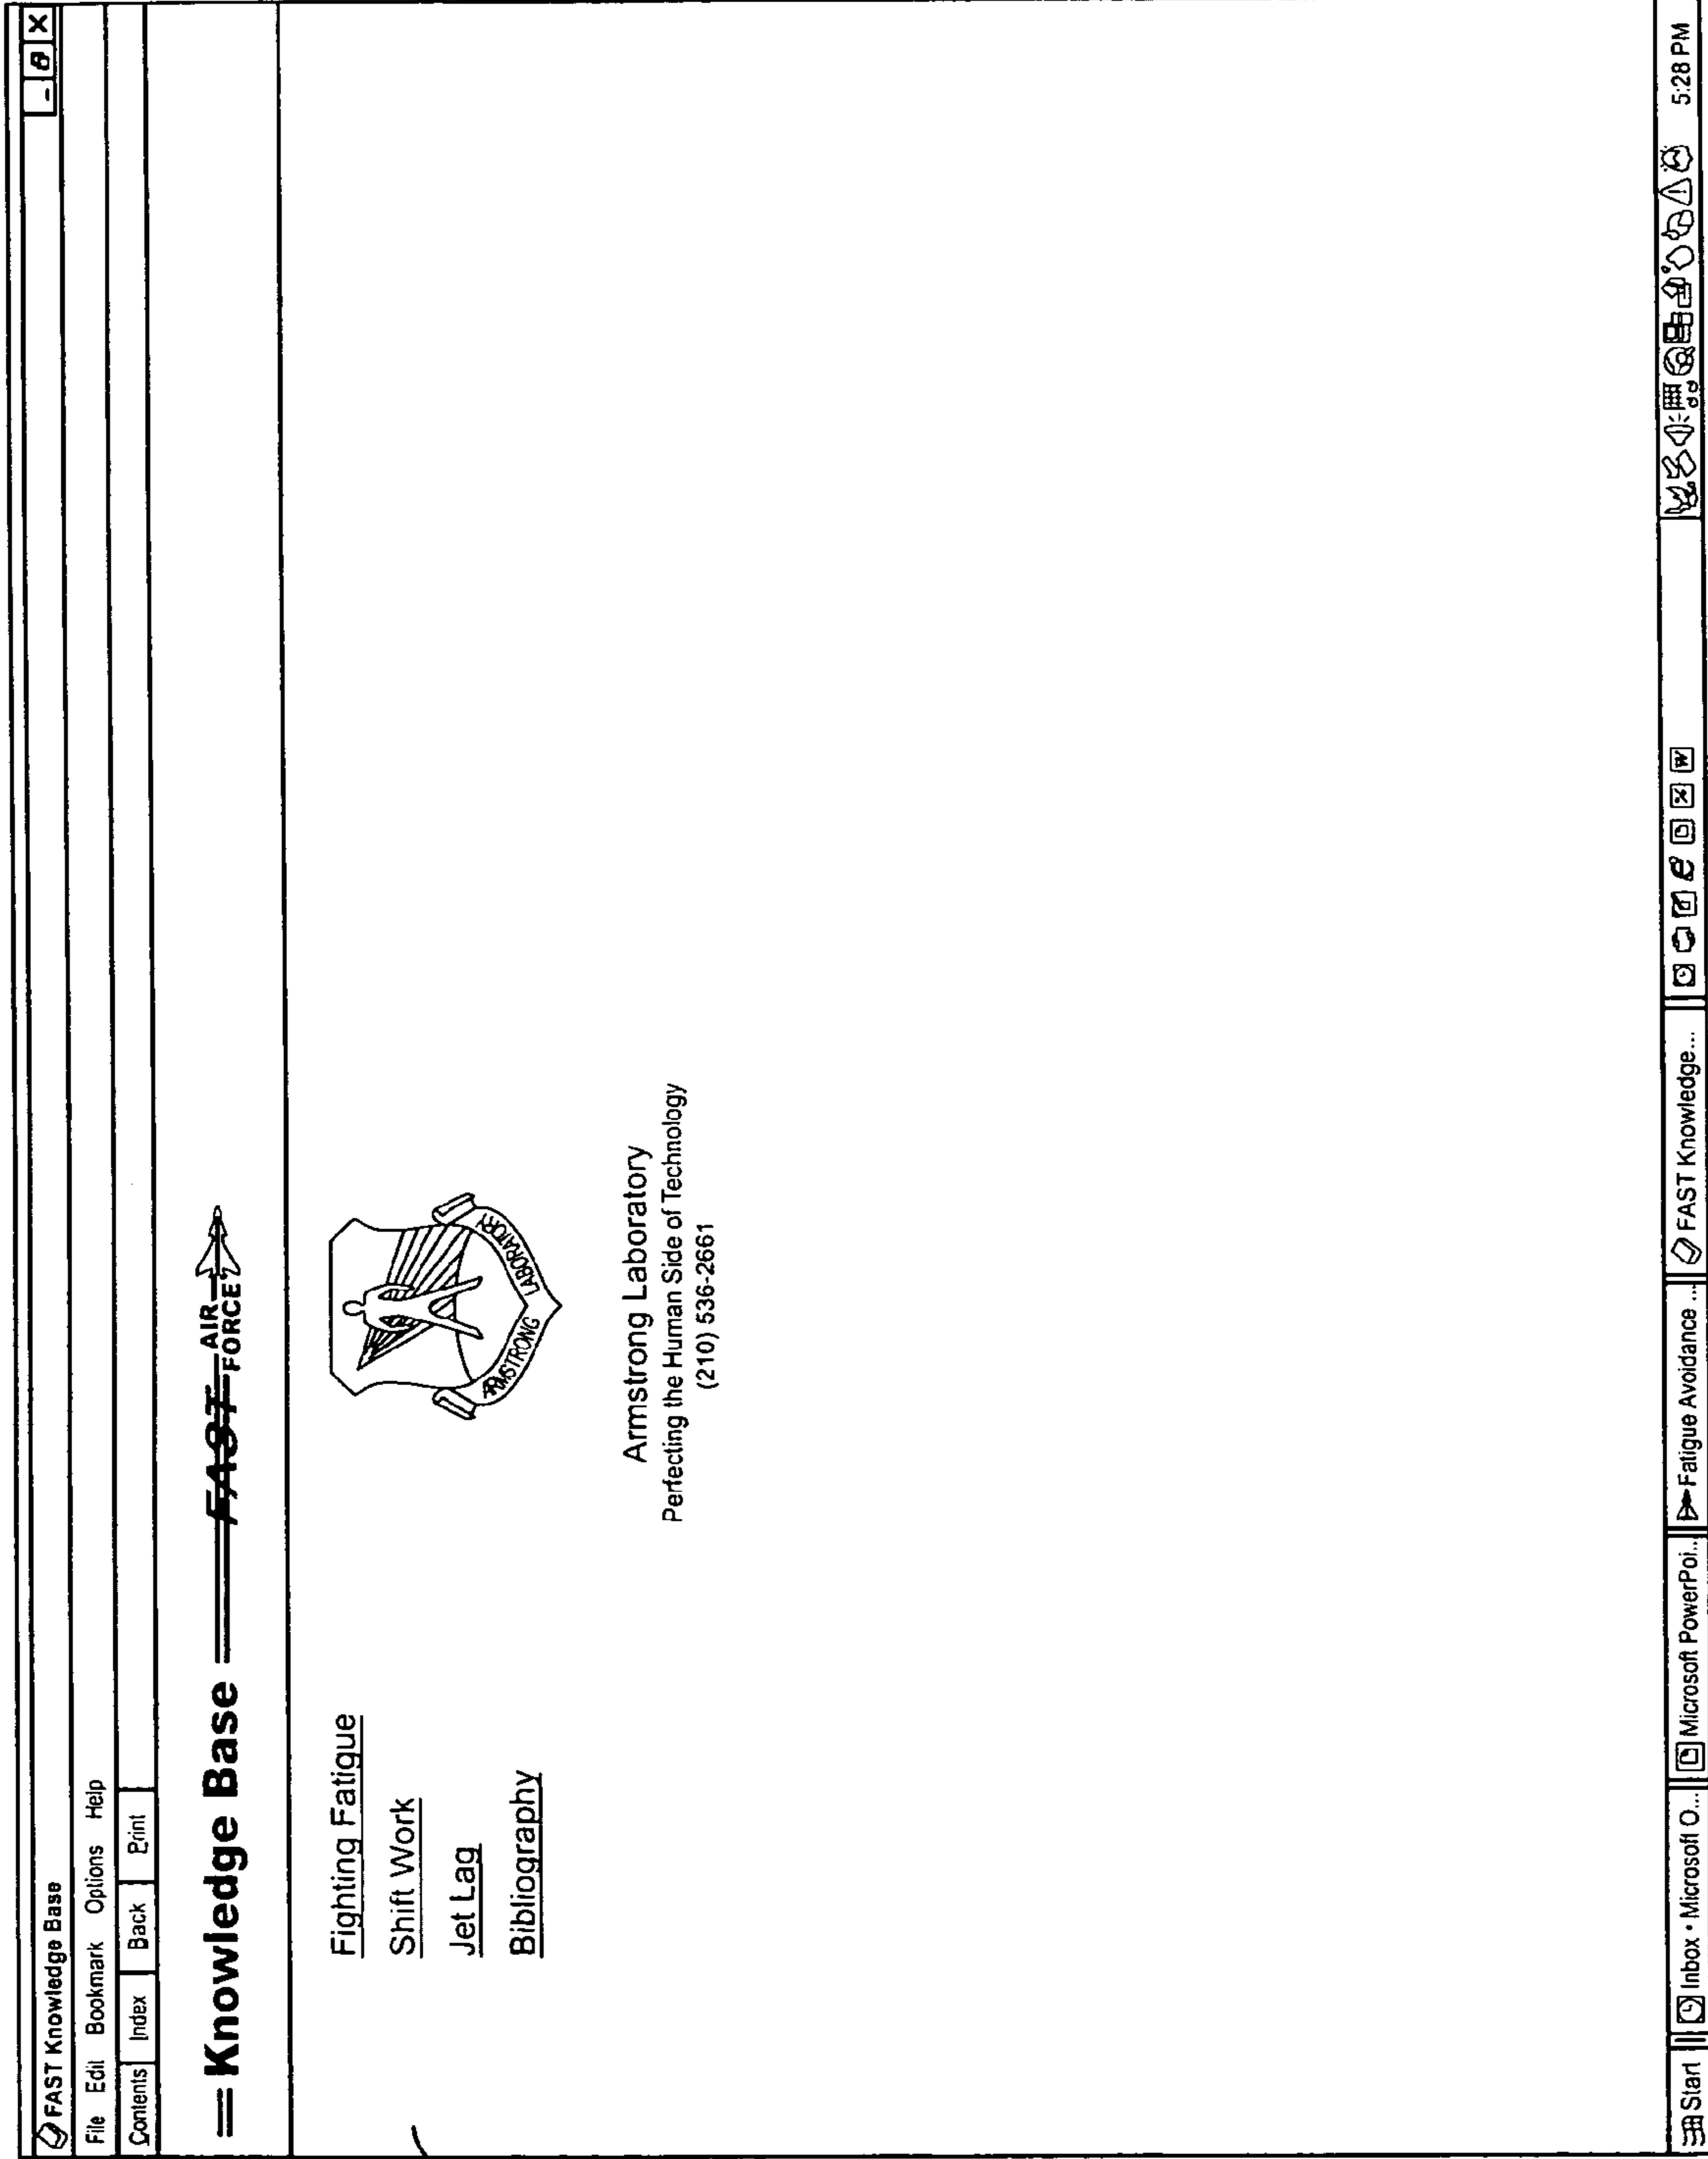 FAST Knowledge Base
File Edit Bookmark Options Help
Contents Index Back Print
Knowledge Base FAST AIR FORCE
Fighting Fatigue
Shift Work
Jet Lag
Bibliography
ARMSTRONG LABORATORY
Armstrong Laboratory
Perfecting the Human Side of Technology
(210) 536-2661
Start Inbox • Microsoft O... Microsoft PowerPoi... Fatigue Avoidance ... FAST Knowledge... 5:28 PM